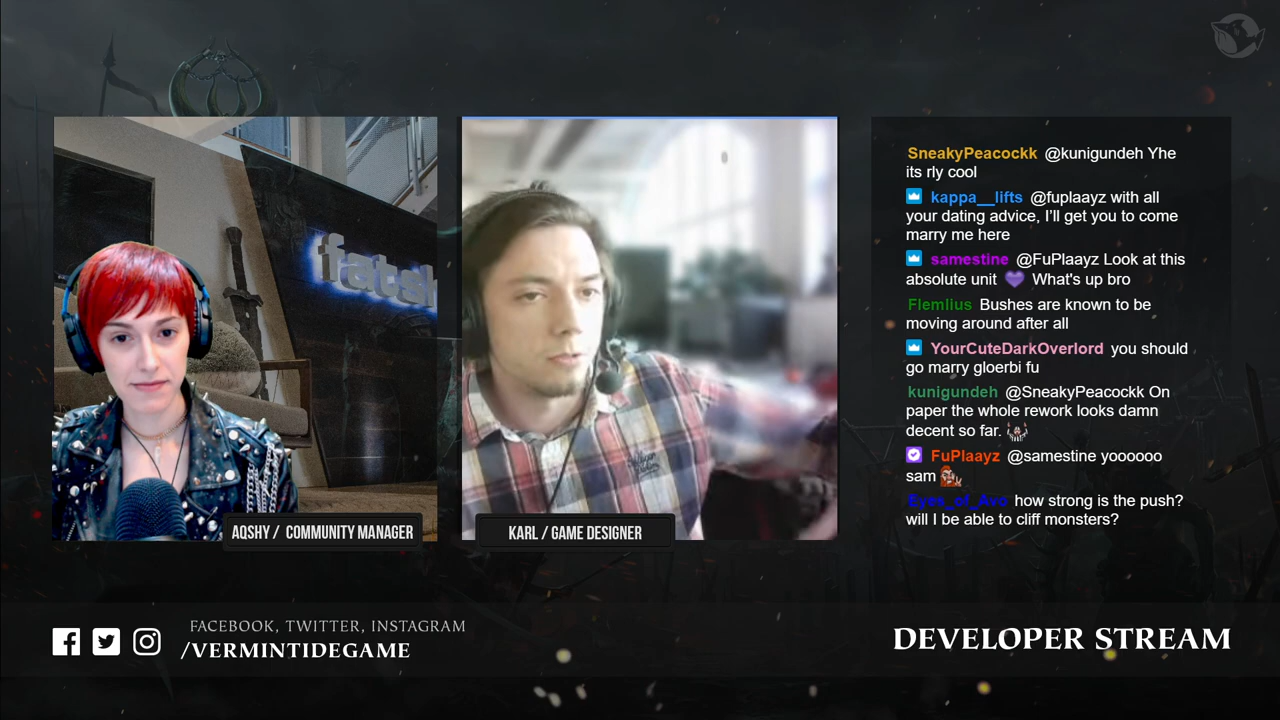 fatsh
AQSHY / COMMUNITY MANAGER
KARL / GAME DESIGNER
SneakyPeacockk @kunigundeh Yhe
its rly cool
kappa__lifts @fuplaayz with all
your dating advice, I'll get you to come
marry me here
samestine @FuPlaayz Look at this
absolute unit What's up bro
Flemlius Bushes are known to be
moving around after all
YourCuteDarkOverlord you should
go marry gloerbi fu
kunigundeh @SneakyPeacockk On
paper the whole rework looks damn
decent so far.
FuPlaayz @samestine yoooooo
sam
Eyes_of_Avo how strong is the push?
will I be able to cliff monsters?
FACEBOOK, TWITTER, INSTAGRAM
/VERMINTIDEGAME
DEVELOPER STREAM